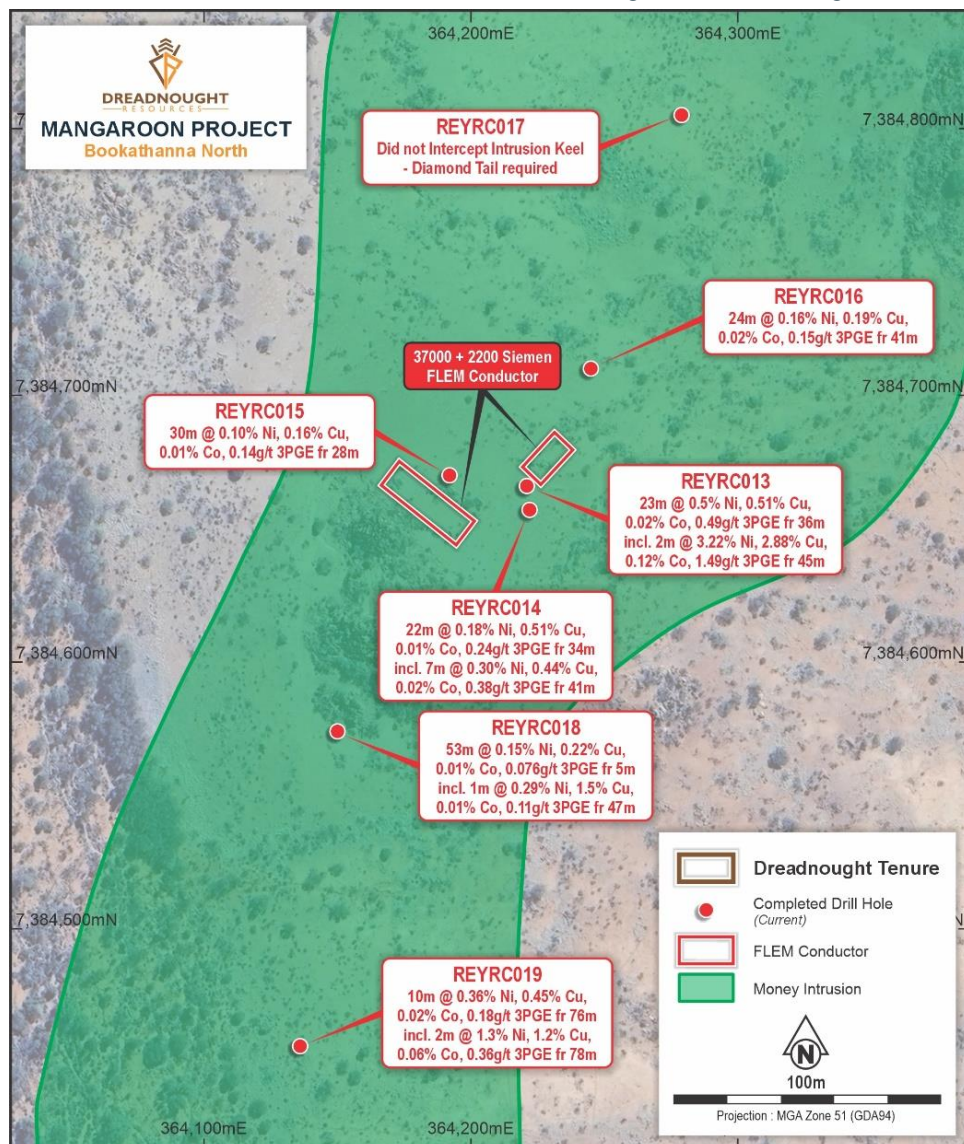 364,200mE
364,300mE
DREADNOUGHT
RESOURCES
MANGAROON PROJECT
Bookathanna North
7,384,800mN
REYRC017
Did not Intercept Intrusion Keel
- Diamond Tail required
REYRC016
24m @ 0.16% Ni, 0.19% Cu,
0.02% Co, 0.15g/t 3PGE fr 41m
37000 + 2200 Siemen
FLEM Conductor
7,384,700mN
7,384,700mN
REYRC015
30m @ 0.10% Ni, 0.16% Cu,
0.01% Co, 0.14g/t 3PGE fr 28m
REYRC013
23m @ 0.5% Ni, 0.51% Cu,
0.02% Co, 0.49g/t 3PGE fr 36m
incl. 2m @ 3.22% Ni, 2.88% Cu,
0.12% Co, 1.49g/t 3PGE fr 45m
REYRC014
22m @ 0.18% Ni, 0.51% Cu,
0.01% Co, 0.24g/t 3PGE fr 34m
incl. 7m @ 0.30% Ni, 0.44% Cu,
0.02% Co, 0.38g/t 3PGE fr 41m
7,384,600mN
7,384,600mN
REYRC018
53m @ 0.15% Ni, 0.22% Cu,
0.01% Co, 0.076g/t 3PGE fr 5m
incl. 1m @ 0.29% Ni, 1.5% Cu,
0.01% Co, 0.11g/t 3PGE fr 47m
7,384,500mN
REYRC019
10m @ 0.36% Ni, 0.45% Cu,
0.02% Co, 0.18g/t 3PGE fr 76m
incl. 2m @ 1.3% Ni, 1.2% Cu,
0.06% Co, 0.36g/t 3PGE fr 78m
Dreadnought Tenure
Completed Drill Hole
(Current)
FLEM Conductor
Money Intrusion
N
100m
Projection : MGA Zone 51 (GDA94)
364,100mE
364,200mE